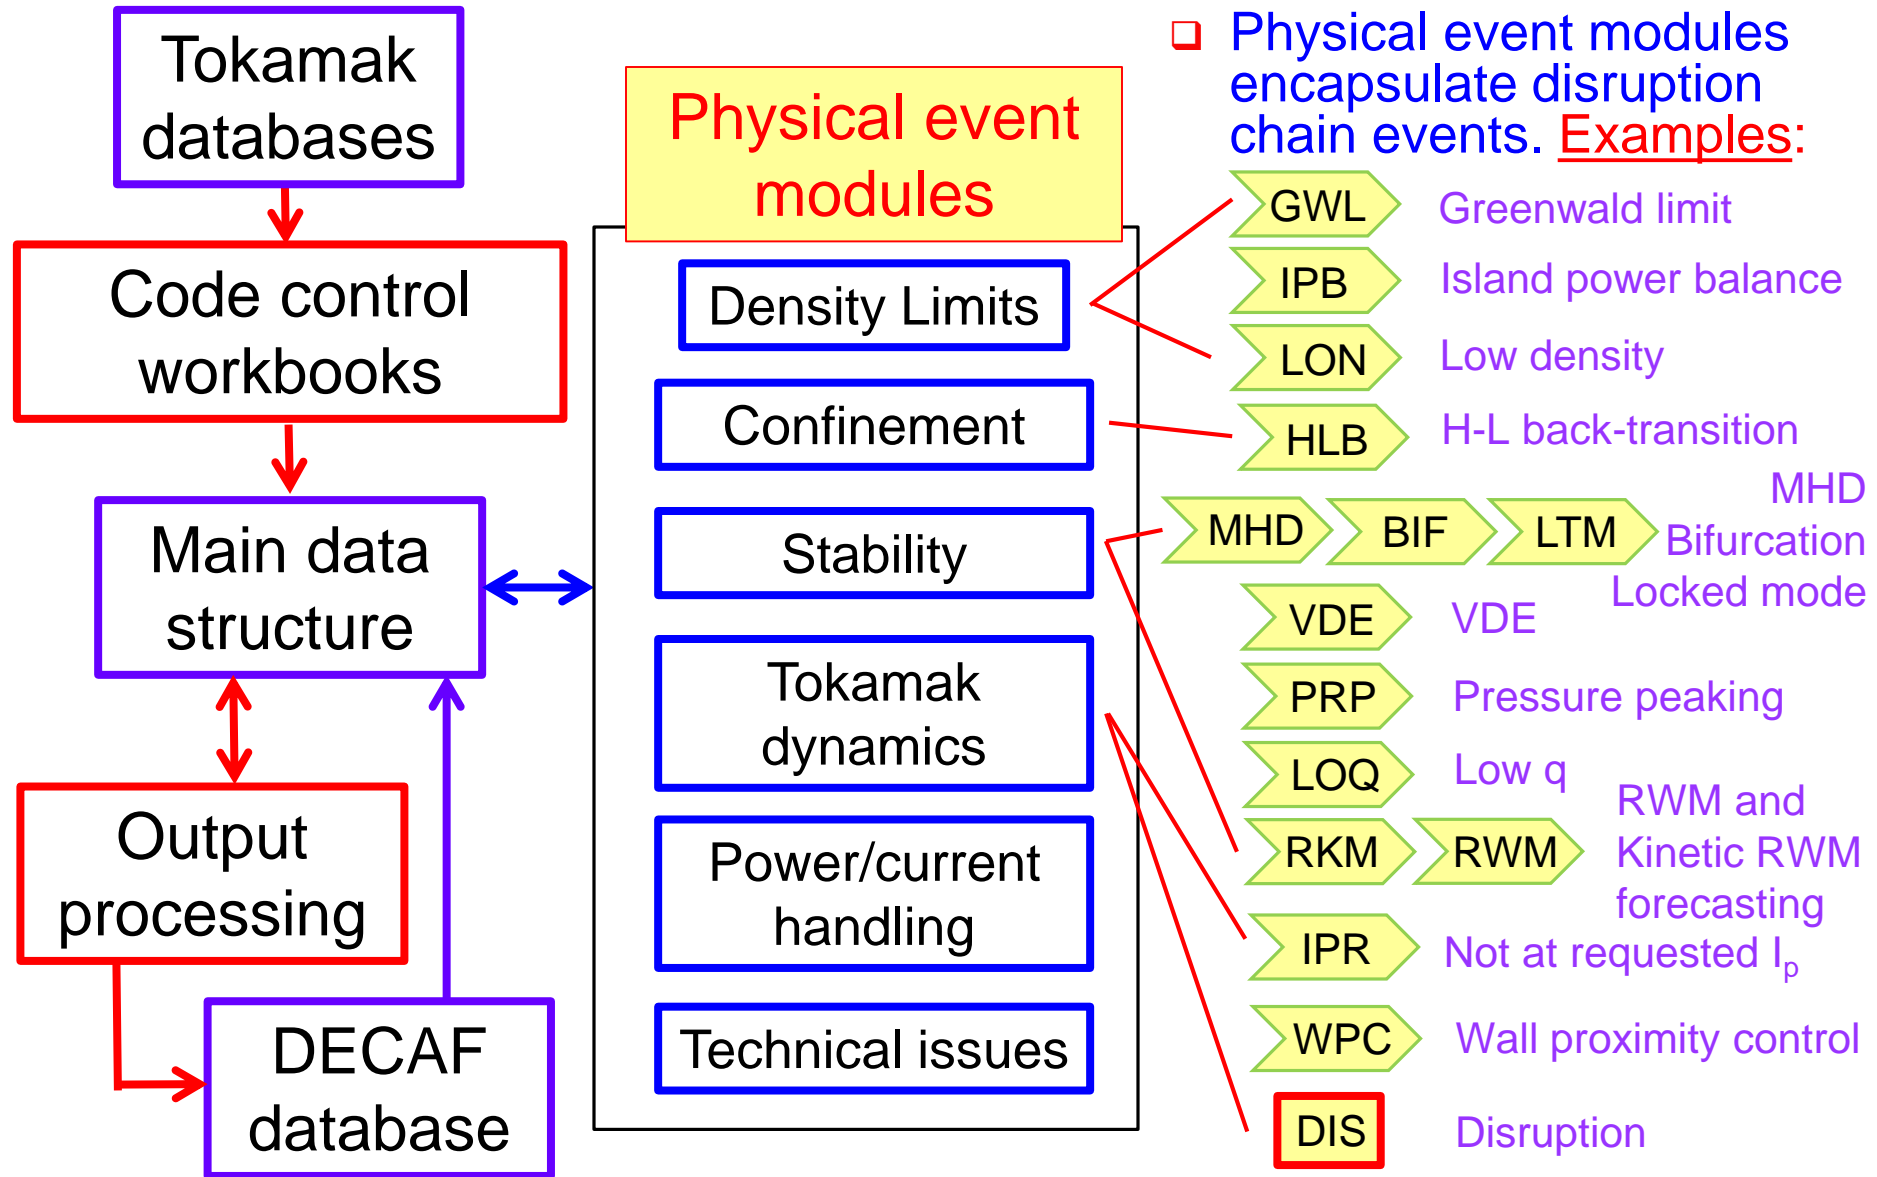 Tokamak
databases
Code control
workbooks
Main data
structure
Output
processing
DECAF
database
Physical event
modules
Density Limits
Confinement
Stability
Tokamak
dynamics
Power/current
handling
Technical issues
Physical event modules
encapsulate disruption
chain events. Examples:
GWL Greenwald limit
IPB Island power balance
LON Low density
HLB H-L back-transition
MHD BIF LTM
MHD
Bifurcation
Locked mode
VDE VDE
PRP Pressure peaking
LOQ Low q
RKM RWM
RWM and
Kinetic RWM
forecasting
IPR Not at requested Ip
WPC Wall proximity control
DIS Disruption